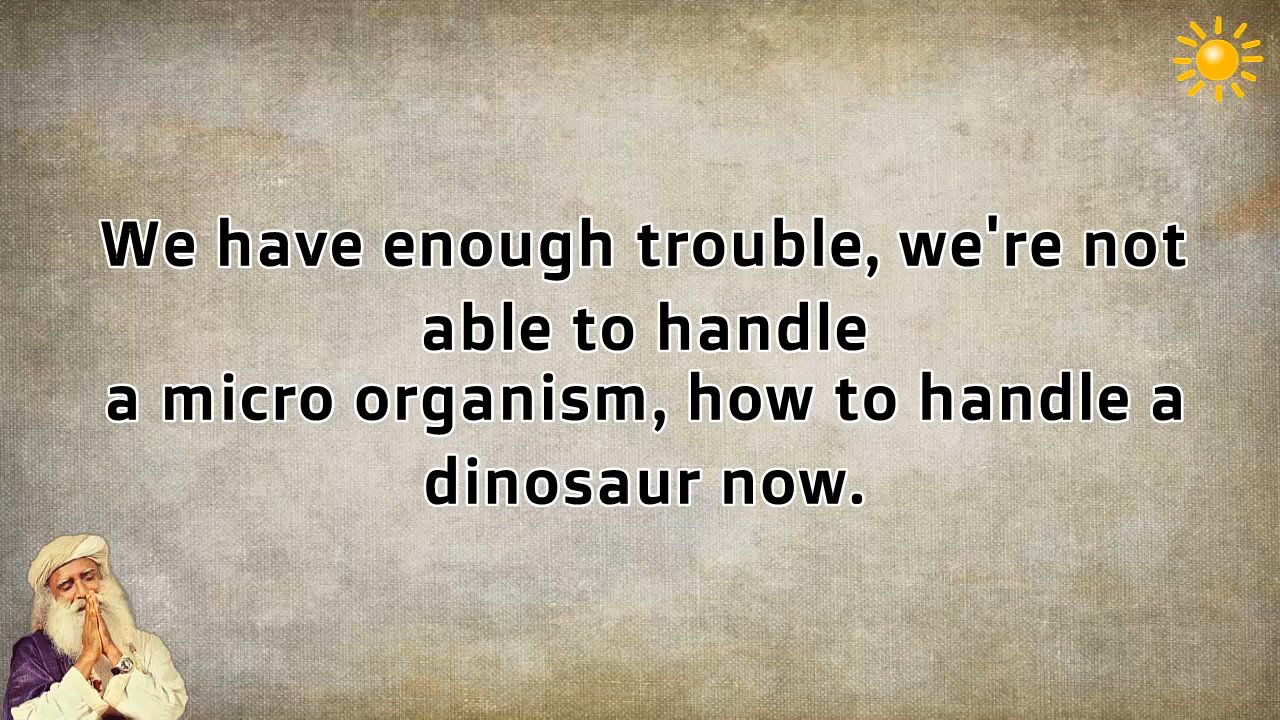 We have enough trouble, we're not
able to handle
a micro organism, how to handle a
dinosaur now.